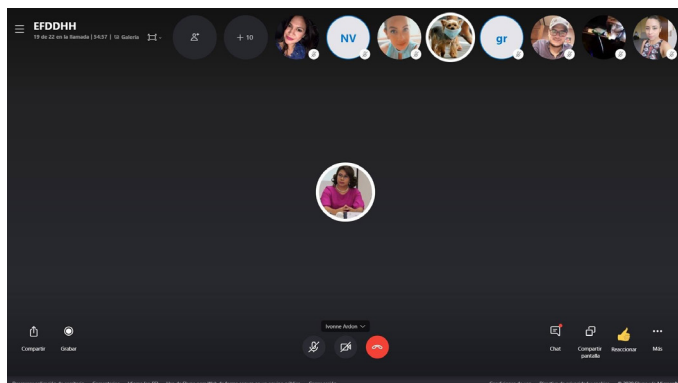 EFDDHH
19 de 22 en la llamada | 54:57 | Galería
+ 10
NV
gr
Ivonne Ardon
Compartir
Grabar
Chat
Compartir pantalla
Reaccionar
Más